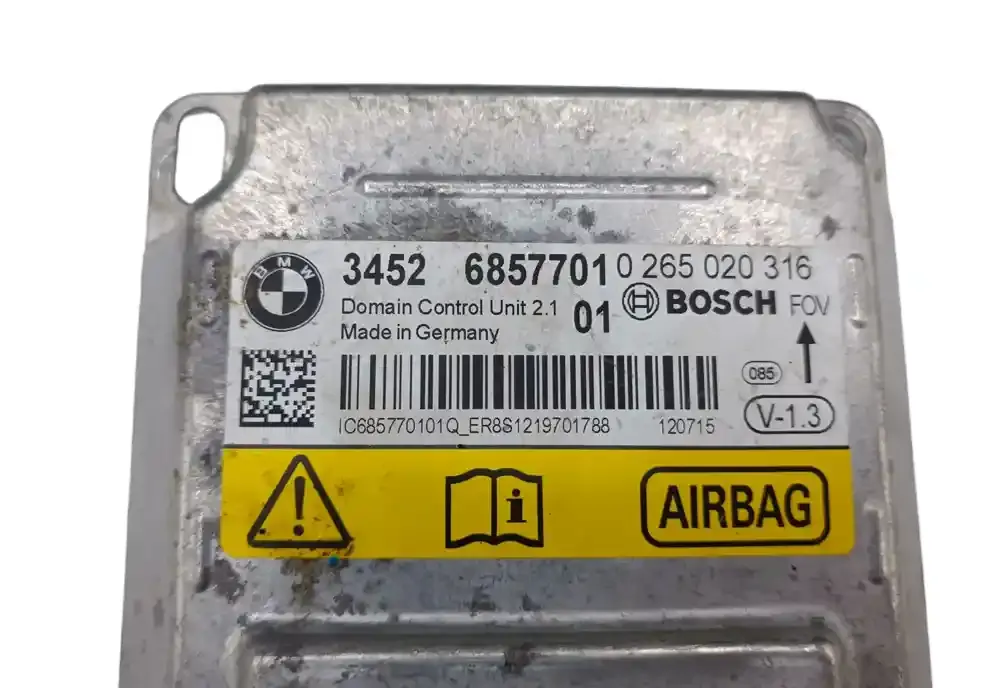 BMW
3452 6857701 0 265 020 316
Domain Control Unit 2.1 01 BOSCH FOV
Made in Germany
085
IC685770101Q_ER8S1219701788 120715 V-1.3
i AIRBAG